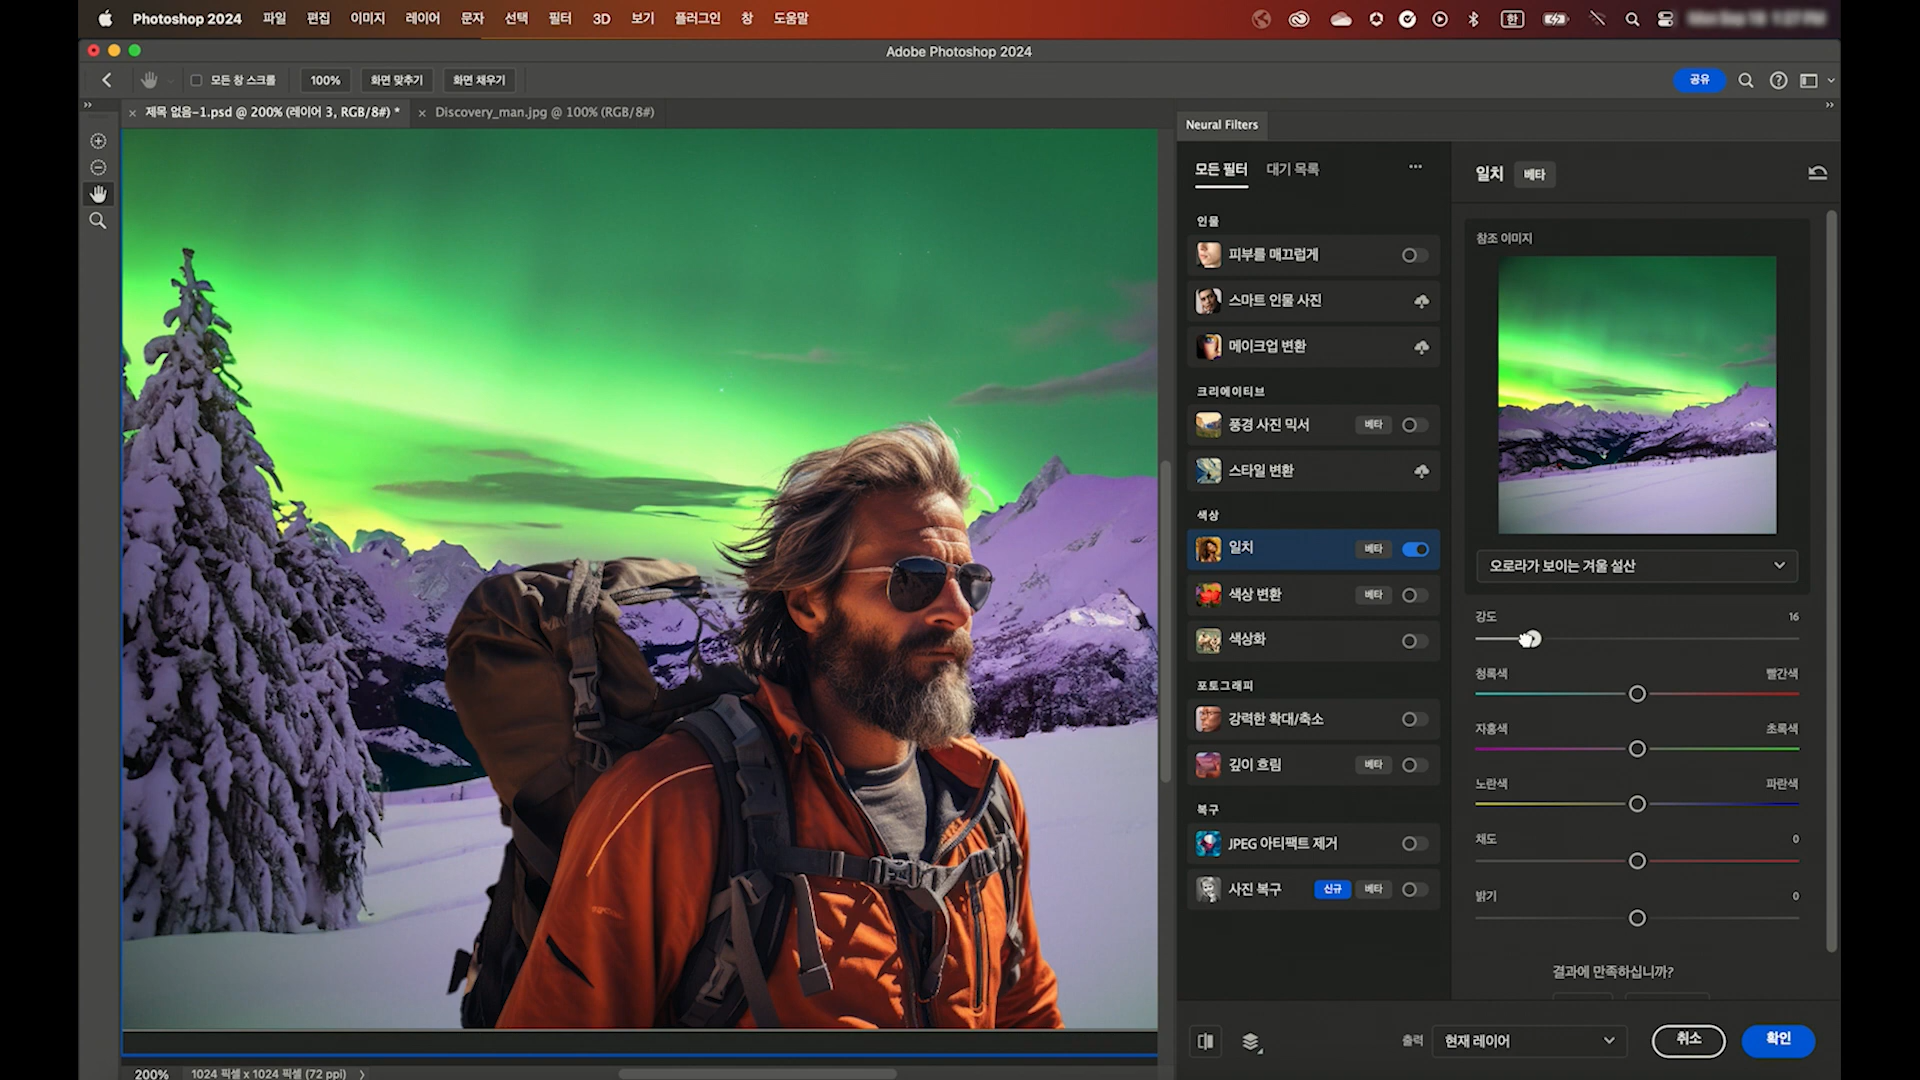 Photoshop 2024 파일 편집 이미지 레이어 문자 선택 필터 3D 보기 플러그인 창 도움말
한
Adobe Photoshop 2024
모든 창 스크롤 100% 화면 맞추기 화면 채우기
공유
제목 없음-1.psd @ 200% (레이어 3, RGB/8#) *
Discovery_man.jpg @ 100% (RGB/8#)
Neural Filters
모든 필터 대기 목록
인물
피부를 매끄럽게
스마트 인물 사진
메이크업 변환
크리에이티브
풍경 사진 믹서 베타
스타일 변환
색상
일치 베타
색상 변환 베타
색상화
포토그래피
강력한 확대/축소
깊이 흐림 베타
복구
JPEG 아티팩트 제거
사진 복구 신규 베타
일치 베타
참조 이미지
오로라가 보이는 겨울 설산
강도 16
청록색 빨간색
자홍색 초록색
노란색 파란색
채도 0
밝기 0
결과에 만족하십니까?
출력 현재 레이어 취소 확인
200% 1024 픽셀 x 1024 픽셀 (72 ppi)